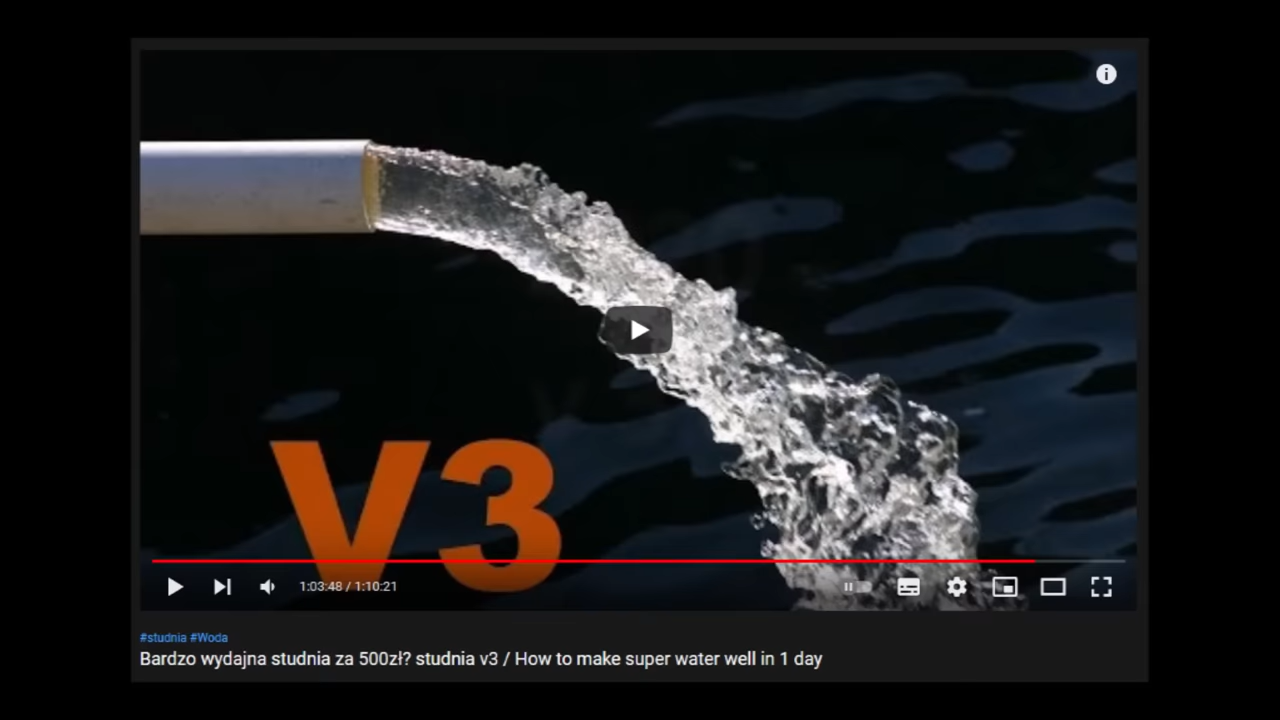 V3
1:03:48 / 1:10:21
#studnia #Woda
Bardzo wydajna studnia za 500zł? studnia v3 / How to make super water well in 1 day